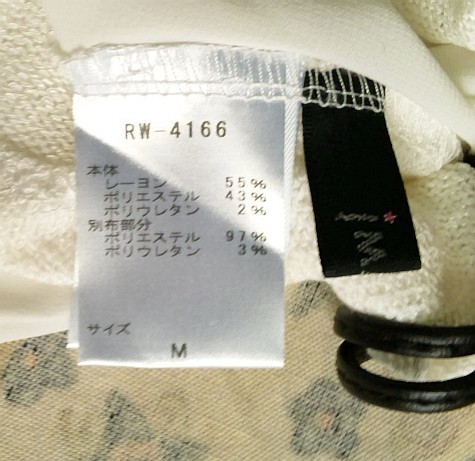 RW-4166
本体
レーヨン 55%
ポリエステル 43%
ポリウレタン 2%
別布部分
ポリエステル 97%
ポリウレタン 3%
サイズ
M